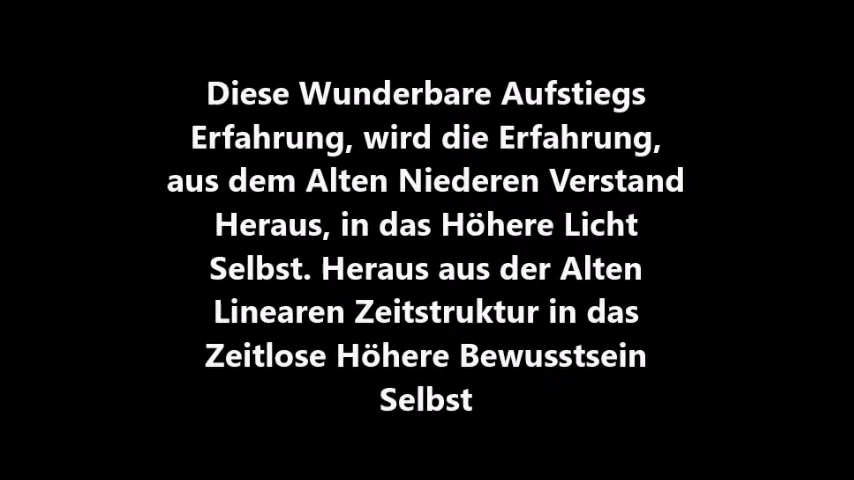 Diese Wunderbare Aufstiegs
Erfahrung, wird die Erfahrung,
aus dem Alten Niederen Verstand
Heraus, in das Höhere Licht
Selbst. Heraus aus der Alten
Linearen Zeitstruktur in das
Zeitlose Höhere Bewusstsein
Selbst